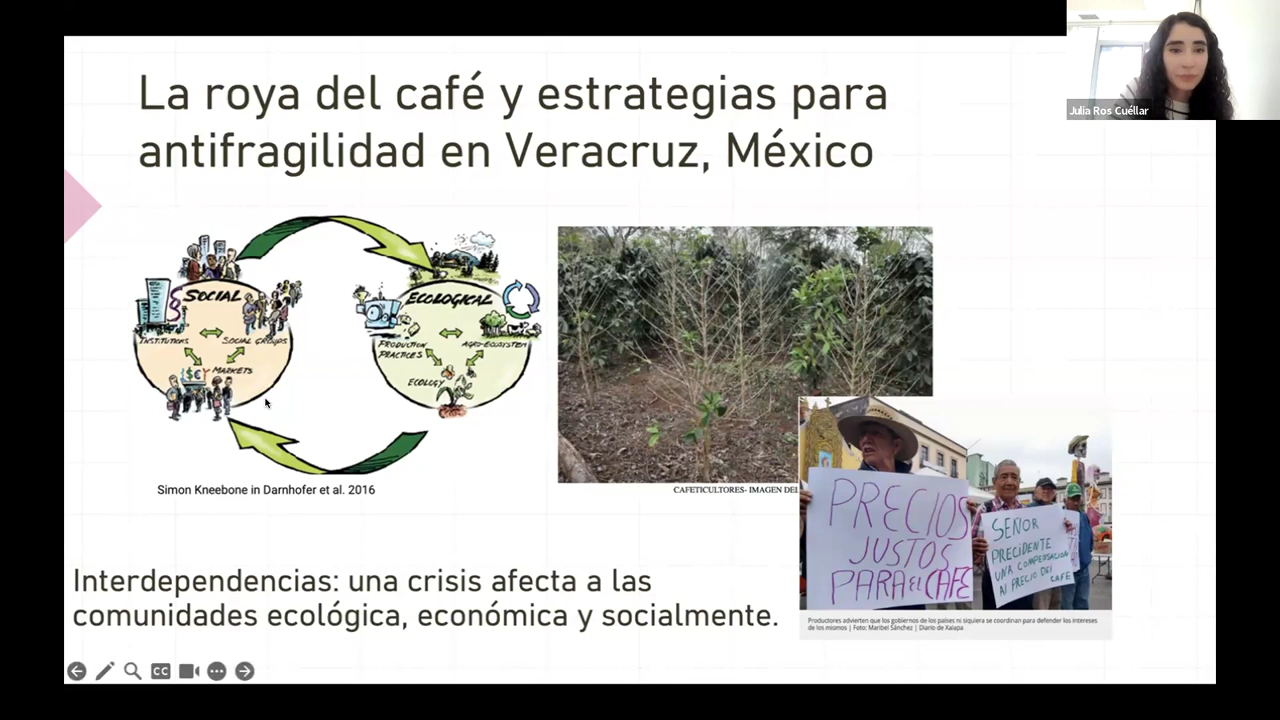 Julia Ros Cuéllar
La roya del café y estrategias para
antifragilidad en Veracruz, México
SOCIAL
INSTITUTIONS
SOCIAL GROUPS
MARKETS
ECOLOGICAL
PRODUCTION
PRACTICES
AGRO-ECOSYSTEM
ECOLOGY
Simon Kneebone in Darnhofer et al. 2016
CAFETICULTORES- IMAGEN DEL
PRECIOS
JUSTOS
PARA EL CAFE
SEÑOR
PRECIDENTE
UNA COMPENSACION
AL PRECIO DEL CAFE
Productores advierten que los gobiernos de los países ni siquiera se coordinan para defender los intereses
de los mismos | Foto: Maribel Sánchez | Diario de Xalapa
Interdependencias: una crisis afecta a las
comunidades ecológica, económica y socialmente.
CC